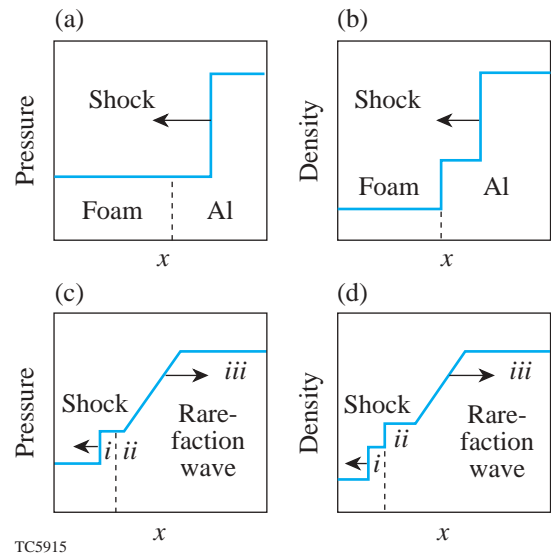 (a)
Pressure
Shock
Foam
Al
x
(b)
Density
Shock
Foam
Al
x
(c)
Pressure
Shock
i
ii
iii
Rare-
faction
wave
x
(d)
Density
Shock
i
ii
iii
Rare-
faction
wave
x
TC5915